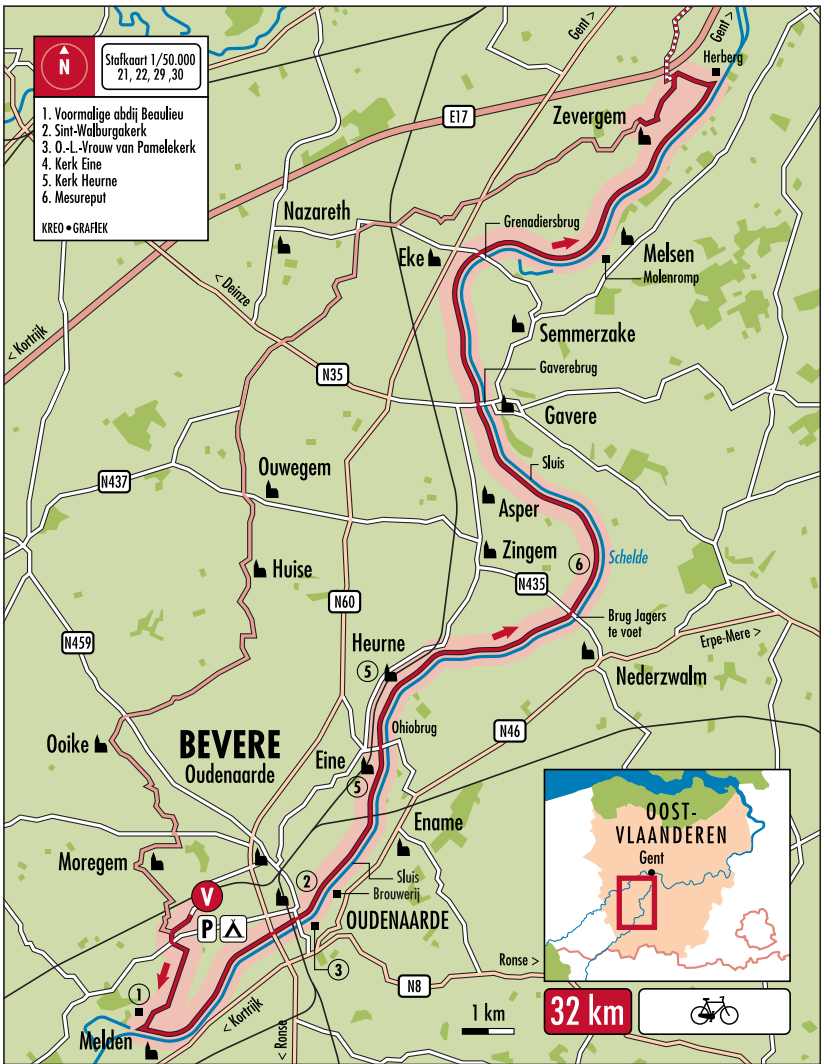 N
Stafkaart 1/50.000
21, 22, 29 ,30
1. Voormalige abdij Beaulieu
2. Sint-Walburgakerk
3. O.-L.-Vrouw van Pamelekerk
4. Kerk Eine
5. Kerk Heurne
6. Mesureput
KREO • GRAFIEK
Gent >
Gent >
Herberg
E17
Zevergem
Nazareth
Grenadiersbrug
Eke
Melsen
Molenromp
< Deinze
Semmerzake
< Kortrijk
N35
Gaverebrug
Gavere
Ouwegem
Sluis
N437
Asper
Zingem
Huise
6
Schelde
N435
N60
Brug Jagers
te voet
Erpe-Mere >
N459
Heurne
5
Nederzwalm
Ohiobrug
N46
Ooike
BEVERE
Oudenaarde
Eine
5
Ename
OOST-
VLAANDEREN
Gent
Moregem
Sluis
2
Brouwerij
V
P
OUDENAARDE
3
Ronse >
N8
1
1 km
32 km
< Kortrijk
Melden
< Ronse